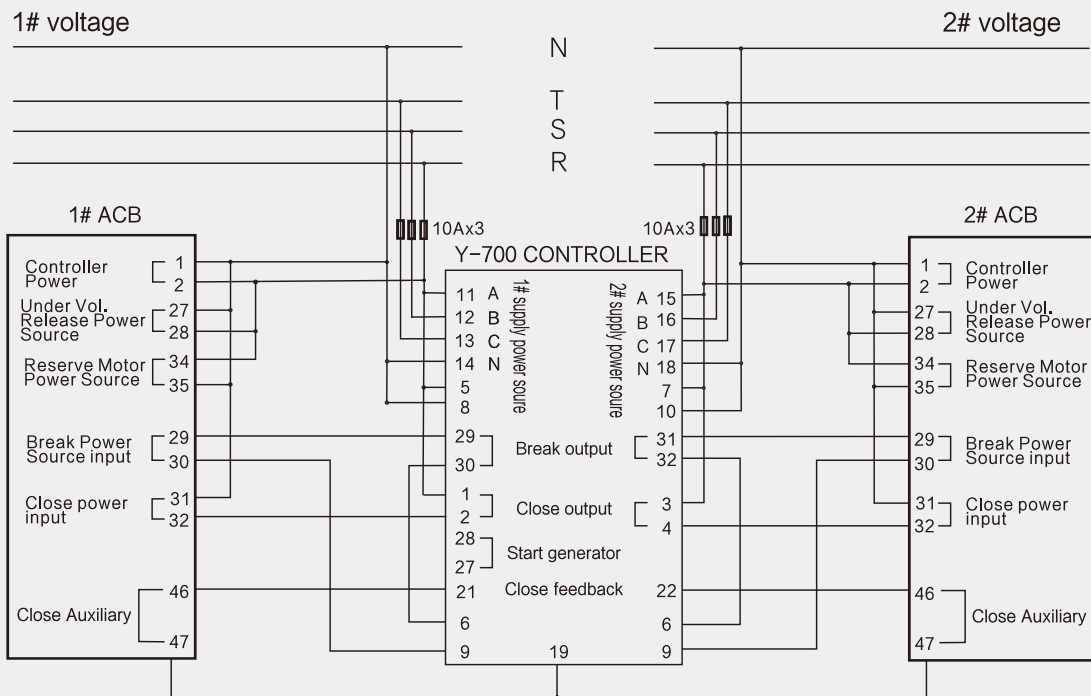 1# voltage
2# voltage
N
T
S
R
1# ACB
10Ax3
10Ax3
2# ACB
Y-700 CONTROLLER
Controller
Power
1
2
Under Vol.
Release Power
Source
27
28
Reserve Motor
Power Source
34
35
Break Power
Source input
29
30
Close power
input
31
32
Close Auxiliary
46
47
11 A
12 B
13 C
14 N
5
8
1# supply power soure
2# supply power soure
A 15
B 16
C 17
N 18
7
10
29
30
Break output
31
32
1
2
Close output
3
4
28
27
Start generator
21
Close feedback
22
6
6
9
19
9
1
2
Controller
Power
27
28
Under Vol.
Release Power
Source
34
35
Reserve Motor
Power Source
29
30
Break Power
Source input
31
32
Close power
input
46
47
Close Auxiliary